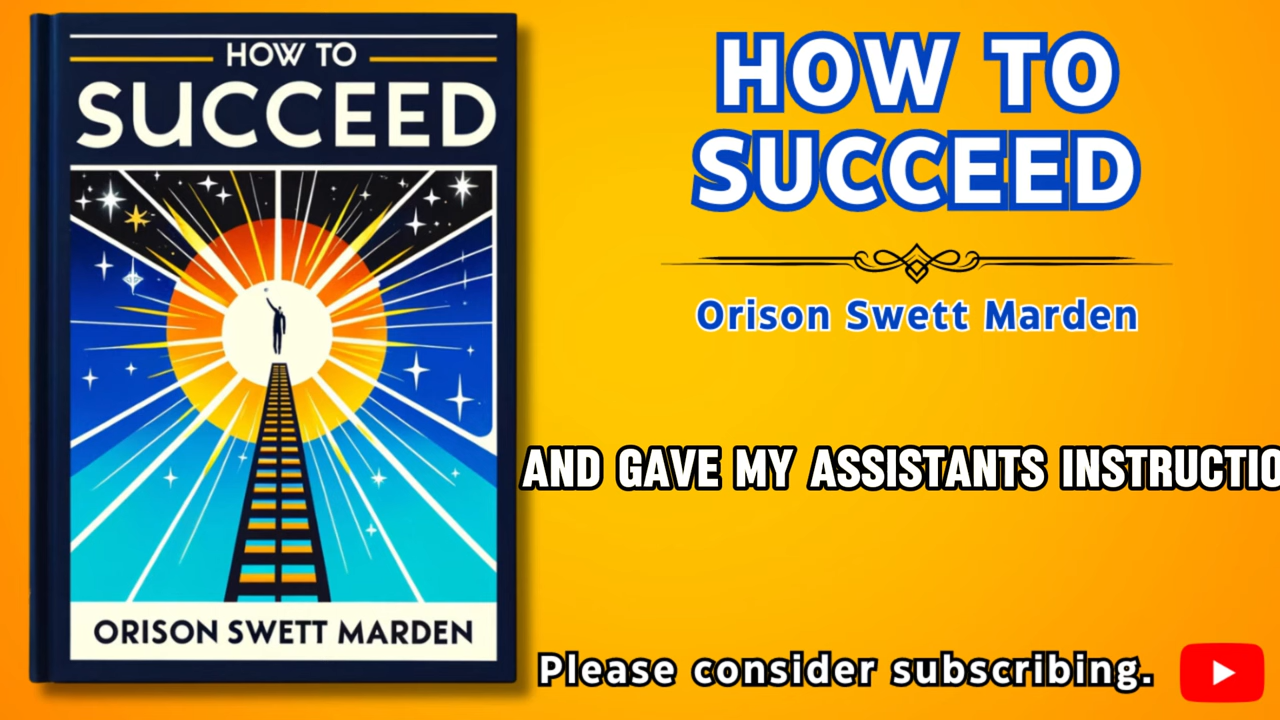 HOW TO
SUCCEED
ORISON SWETT MARDEN
HOW TO
SUCCEED
Orison Swett Marden
AND GAVE MY ASSISTANTS INSTRUCTIO
Please consider subscribing.